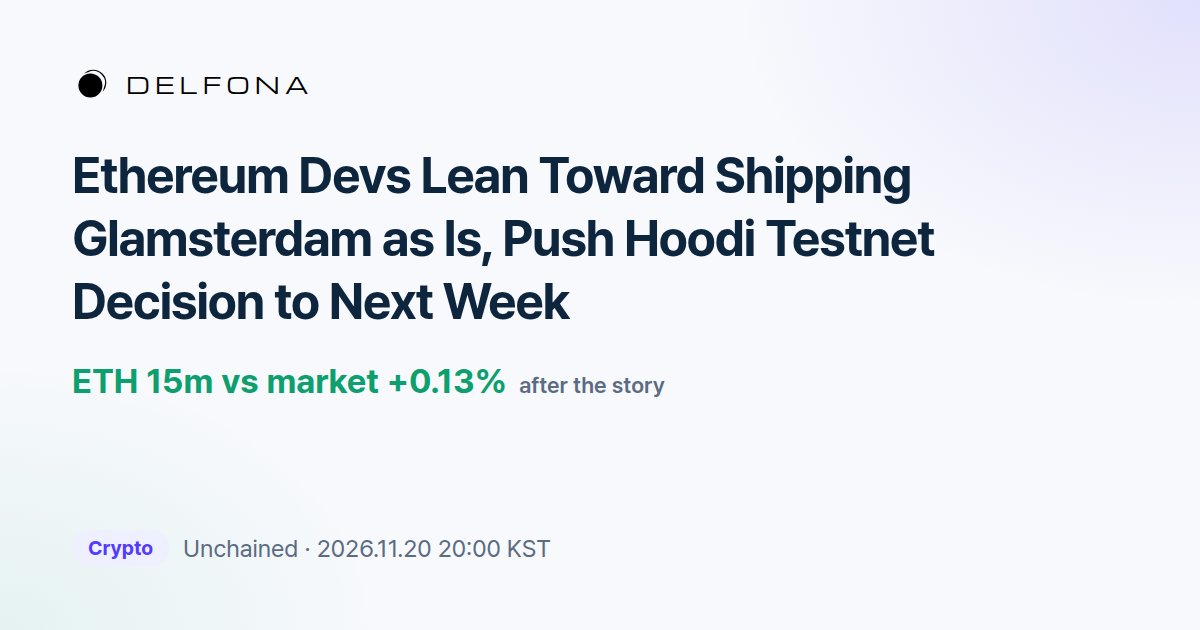 DELFONA
Ethereum Devs Lean Toward Shipping
Glamsterdam as Is, Push Hoodi Testnet
Decision to Next Week
ETH 15m vs market +0.13% after the story
Crypto Unchained · 2026.11.20 20:00 KST